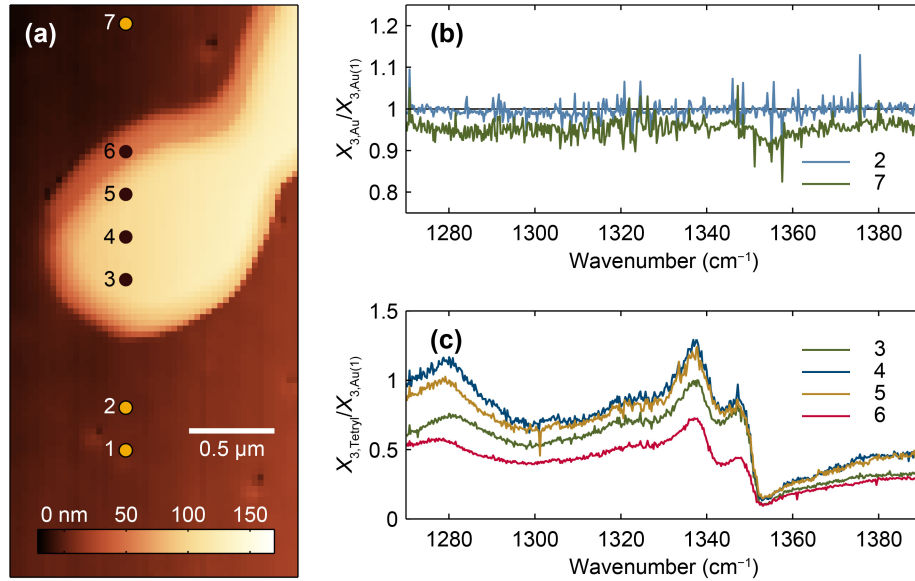 (a)
7
6
5
4
3
2
1
0.5 μm
0 nm 50 100 150
(b)
X3,Au/X3,Au(1)
1.2
1.1
1
0.9
0.8
2
7
1280 1300 1320 1340 1360 1380
Wavenumber (cm⁻¹)
(c)
X3,Tetryl/X3,Au(1)
1.5
1
0.5
0
3
4
5
6
1280 1300 1320 1340 1360 1380
Wavenumber (cm⁻¹)